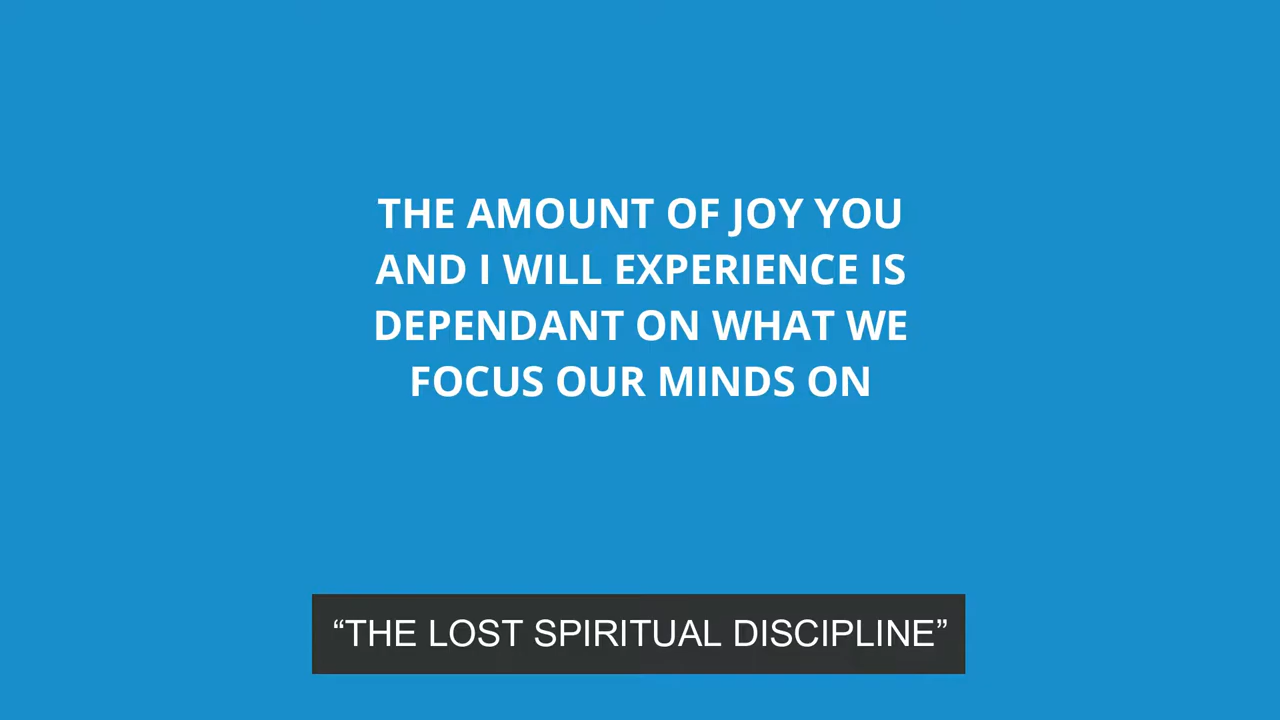 THE AMOUNT OF JOY YOU
AND I WILL EXPERIENCE IS
DEPENDANT ON WHAT WE
FOCUS OUR MINDS ON
“THE LOST SPIRITUAL DISCIPLINE”